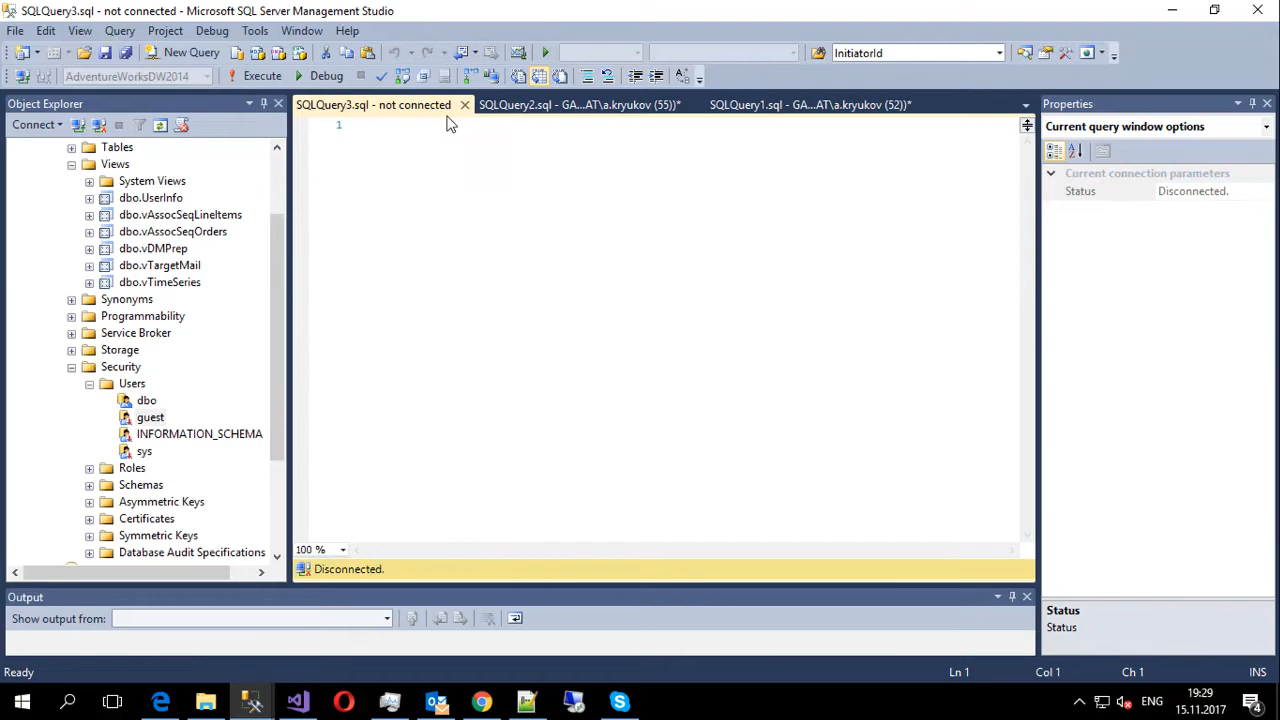 SQLQuery3.sql - not connected - Microsoft SQL Server Management Studio
File Edit View Query Project Debug Tools Window Help
New Query InitiatorId
AdventureWorksDW2014 Execute Debug
Object Explorer
Connect
Tables
Views
System Views
dbo.UserInfo
dbo.vAssocSeqLineItems
dbo.vAssocSeqOrders
dbo.vDMPrep
dbo.vTargetMail
dbo.vTimeSeries
Synonyms
Programmability
Service Broker
Storage
Security
Users
dbo
guest
INFORMATION_SCHEMA
sys
Roles
Schemas
Asymmetric Keys
Certificates
Symmetric Keys
Database Audit Specifications
SQLQuery3.sql - not connected SQLQuery2.sql - GA...AT\a.kryukov (55))* SQLQuery1.sql - GA...AT\a.kryukov (52))*
1
100 %
Disconnected.
Properties
Current query window options
Current connection parameters
Status Disconnected.
Status
Status
Output
Show output from:
Ready Ln 1 Col 1 Ch 1 INS
ENG 19:29
15.11.2017 4